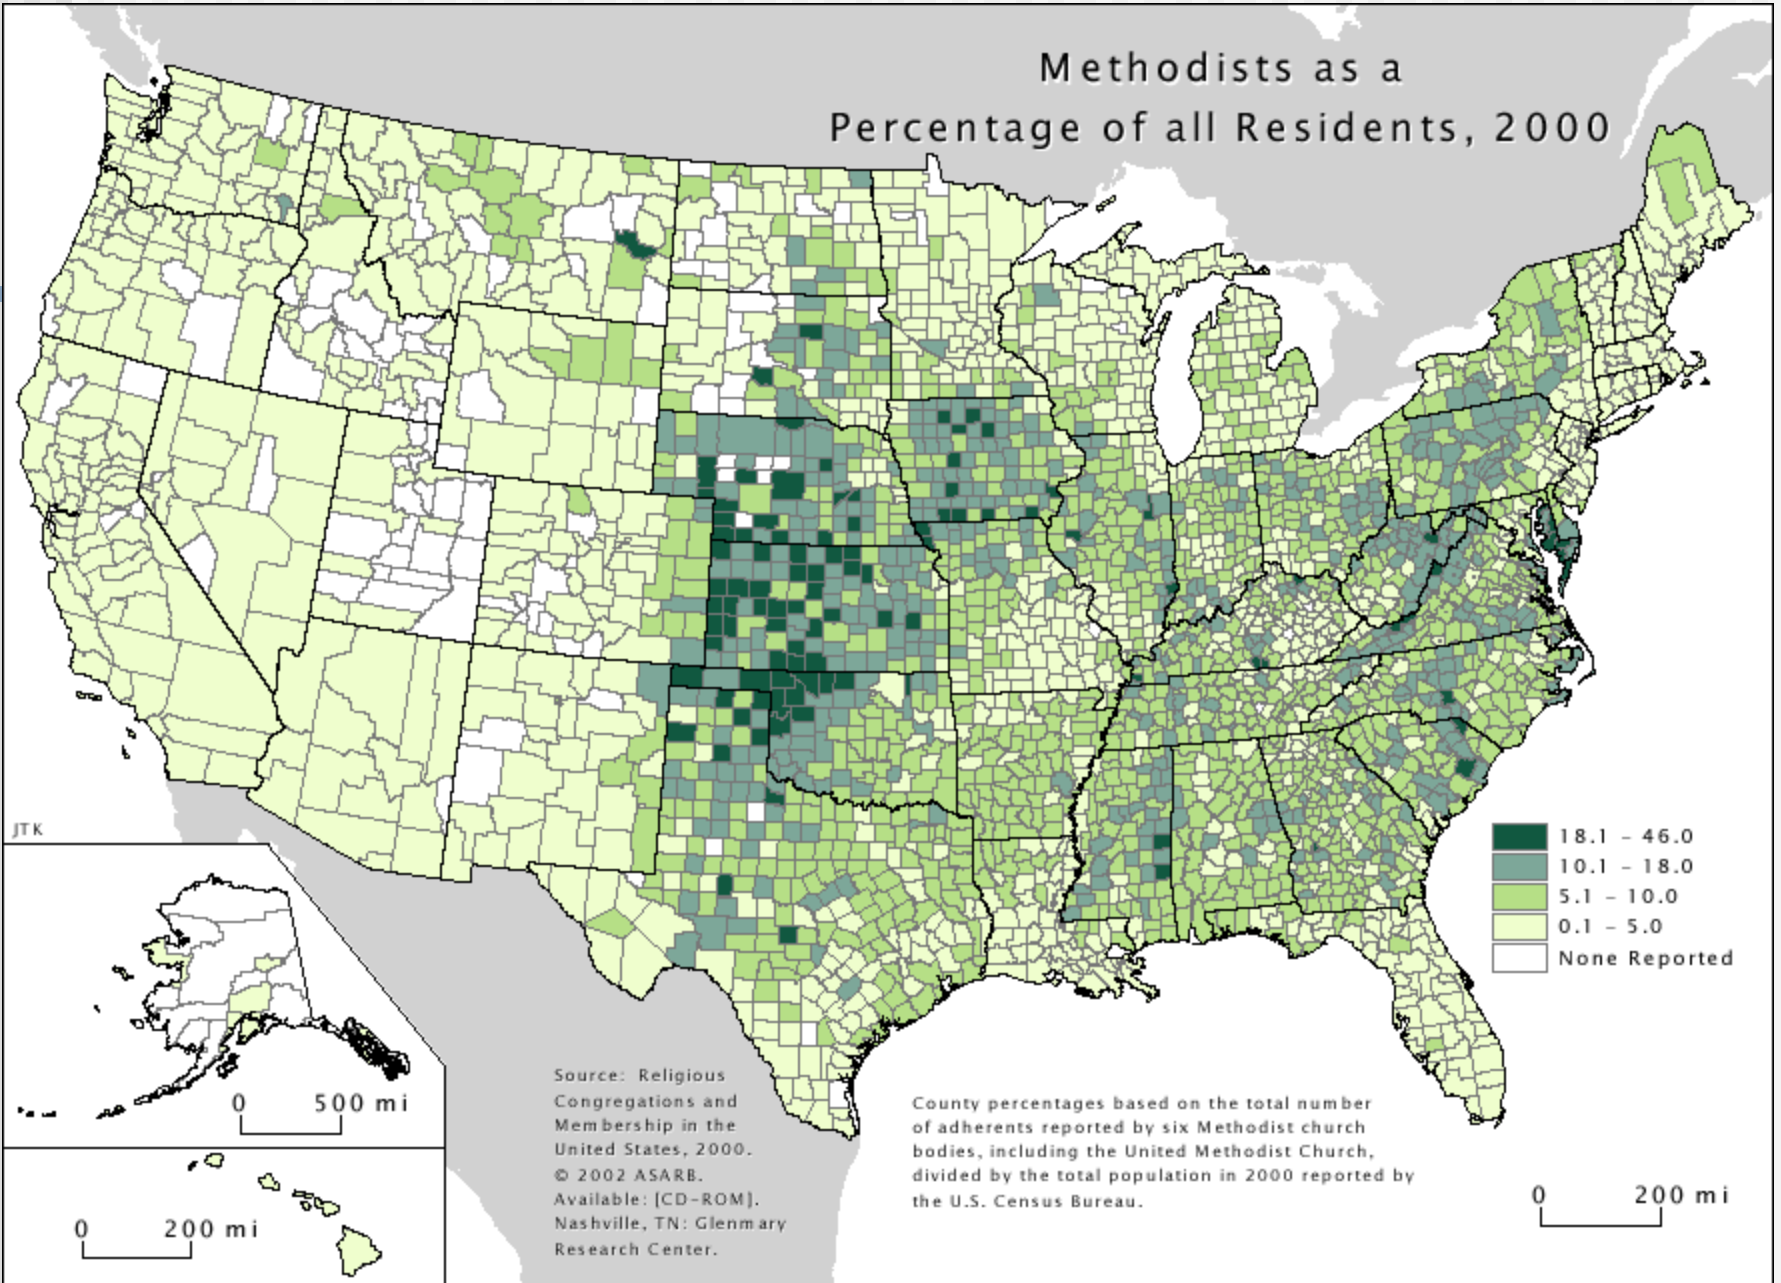 Methodists as a
Percentage of all Residents, 2000
JTK
18.1 – 46.0
10.1 – 18.0
5.1 – 10.0
0.1 – 5.0
None Reported
0 500 mi
0 200 mi
Source: Religious
Congregations and
Membership in the
United States, 2000.
© 2002 ASARB.
Available: [CD-ROM].
Nashville, TN: Glenmary
Research Center.
County percentages based on the total number
of adherents reported by six Methodist church
bodies, including the United Methodist Church,
divided by the total population in 2000 reported by
the U.S. Census Bureau.
0 200 mi